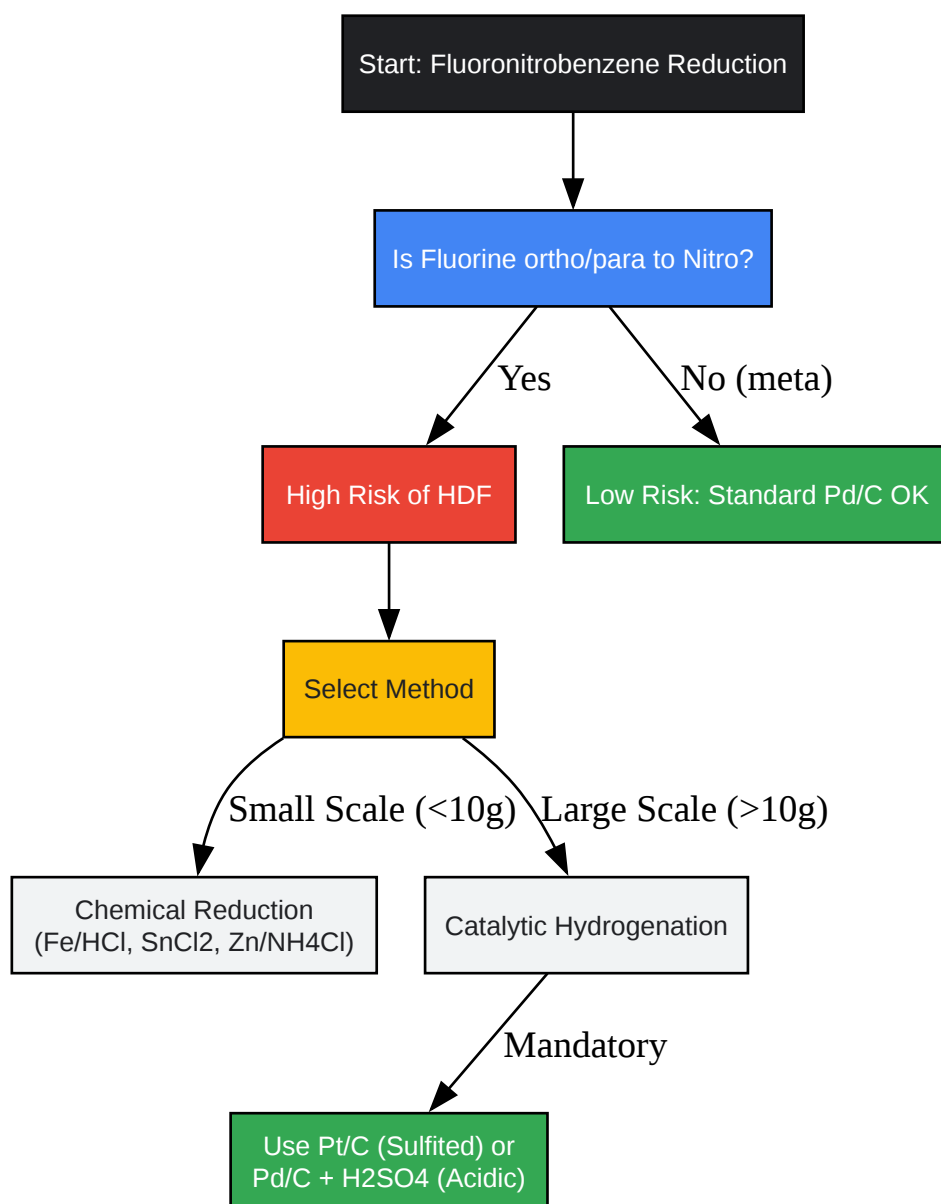 Start: Fluoronitrobenzene Reduction
Is Fluorine ortho/para to Nitro?
Yes
No (meta)
High Risk of HDF
Low Risk: Standard Pd/C OK
Select Method
Small Scale (<10g)
Large Scale (>10g)
Chemical Reduction
(Fe/HCl, SnCl2, Zn/NH4Cl)
Catalytic Hydrogenation
Mandatory
Use Pt/C (Sulfited) or
Pd/C + H2SO4 (Acidic)